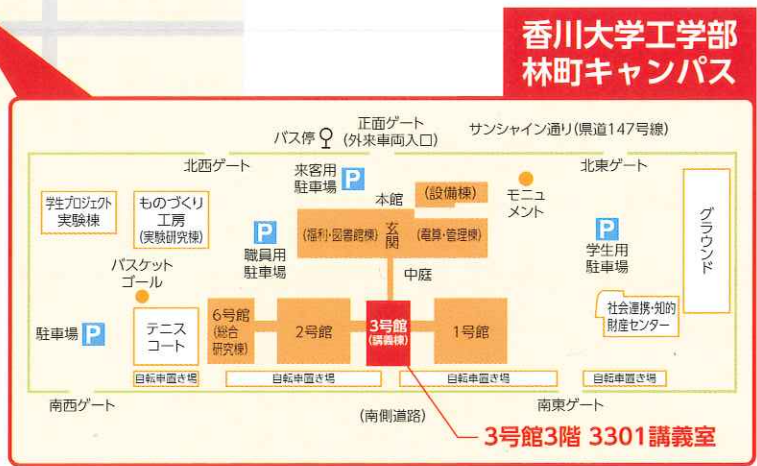 香川大学工学部
林町キャンパス
正面ゲート
(外来車両入口)
バス停
サンシャイン通り(県道147号線)
北西ゲート
北東ゲート
来客用
駐車場
P
本館
(設備棟)
モニュ
メント
学生プロジェクト
実験棟
ものづくり
工房
(実験研究棟)
P
職員用
駐車場
(福利・図書館棟)
玄関
(電算・管理棟)
P
学生用
駐車場
グラウンド
中庭
バスケット
ゴール
駐車場 P
テニス
コート
6号館
(総合
研究棟)
2号館
3号館
(講義棟)
1号館
社会連携・知的
財産センター
自転車置き場
自転車置き場
自転車置き場
自転車置き場
南西ゲート
(南側道路)
南東ゲート
3号館3階 3301講義室